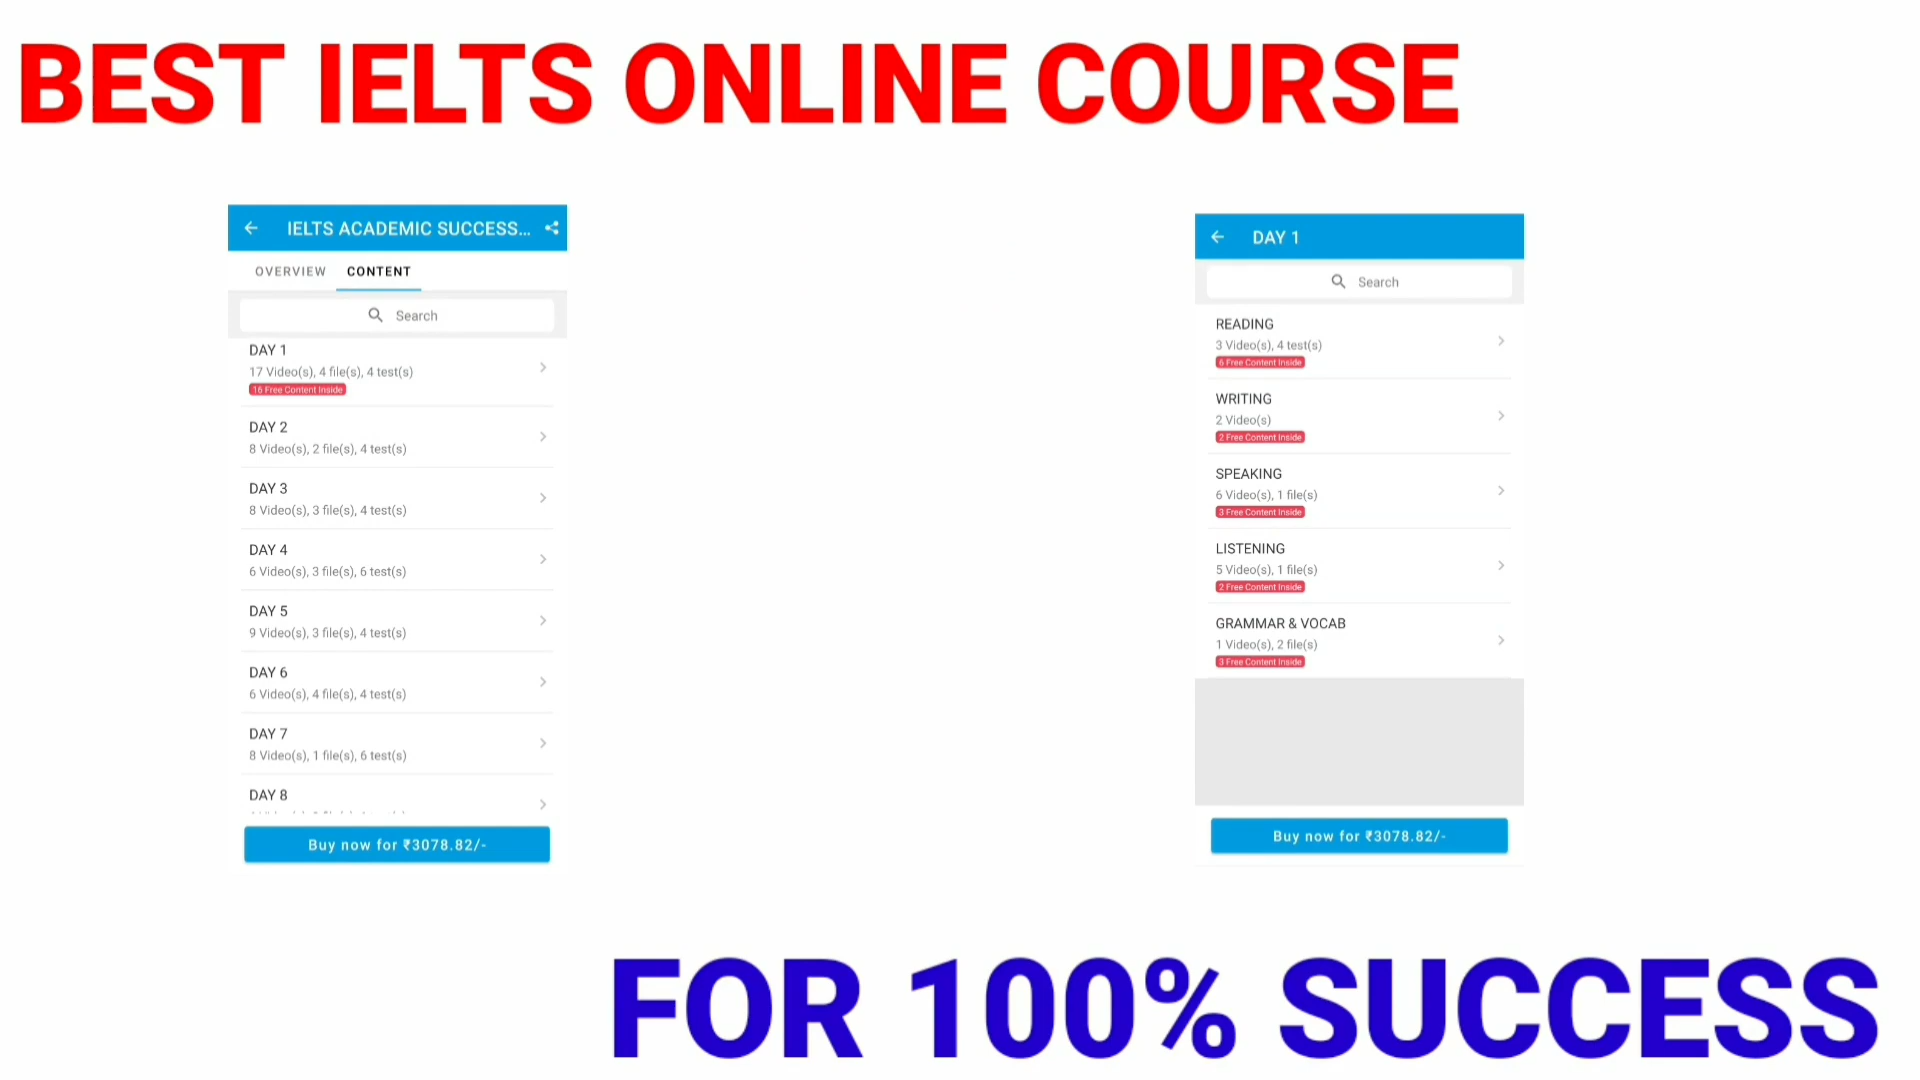 BEST IELTS ONLINE COURSE
IELTS ACADEMIC SUCCESS...
OVERVIEW CONTENT
Search
DAY 1
17 Video(s), 4 file(s), 4 test(s)
16 Free Content Inside
DAY 2
8 Video(s), 2 file(s), 4 test(s)
DAY 3
8 Video(s), 3 file(s), 4 test(s)
DAY 4
6 Video(s), 3 file(s), 6 test(s)
DAY 5
9 Video(s), 3 file(s), 4 test(s)
DAY 6
6 Video(s), 4 file(s), 4 test(s)
DAY 7
8 Video(s), 1 file(s), 6 test(s)
DAY 8
Buy now for ₹3078.82/-
DAY 1
Search
READING
3 Video(s), 4 test(s)
6 Free Content Inside
WRITING
2 Video(s)
2 Free Content Inside
SPEAKING
6 Video(s), 1 file(s)
3 Free Content Inside
LISTENING
5 Video(s), 1 file(s)
2 Free Content Inside
GRAMMAR & VOCAB
1 Video(s), 2 file(s)
3 Free Content Inside
Buy now for ₹3078.82/-
FOR 100% SUCCESS